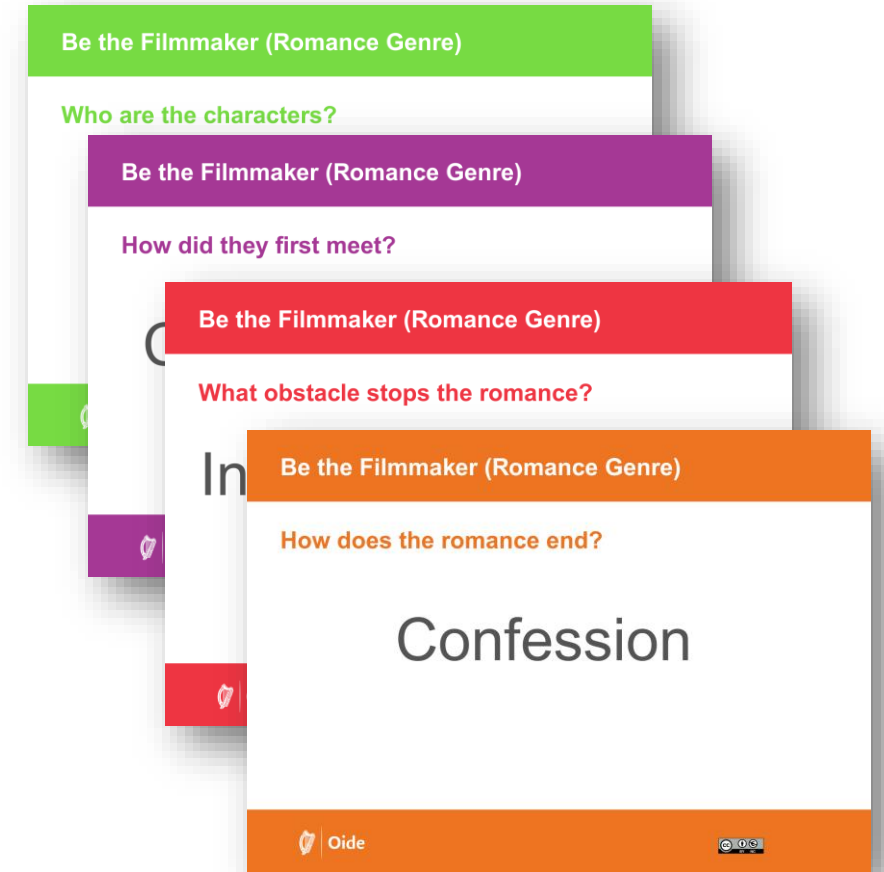 Be the Filmmaker (Romance Genre)
Who are the characters?
Be the Filmmaker (Romance Genre)
How did they first meet?
Be the Filmmaker (Romance Genre)
What obstacle stops the romance?
In
Be the Filmmaker (Romance Genre)
How does the romance end?
Confession
Oide